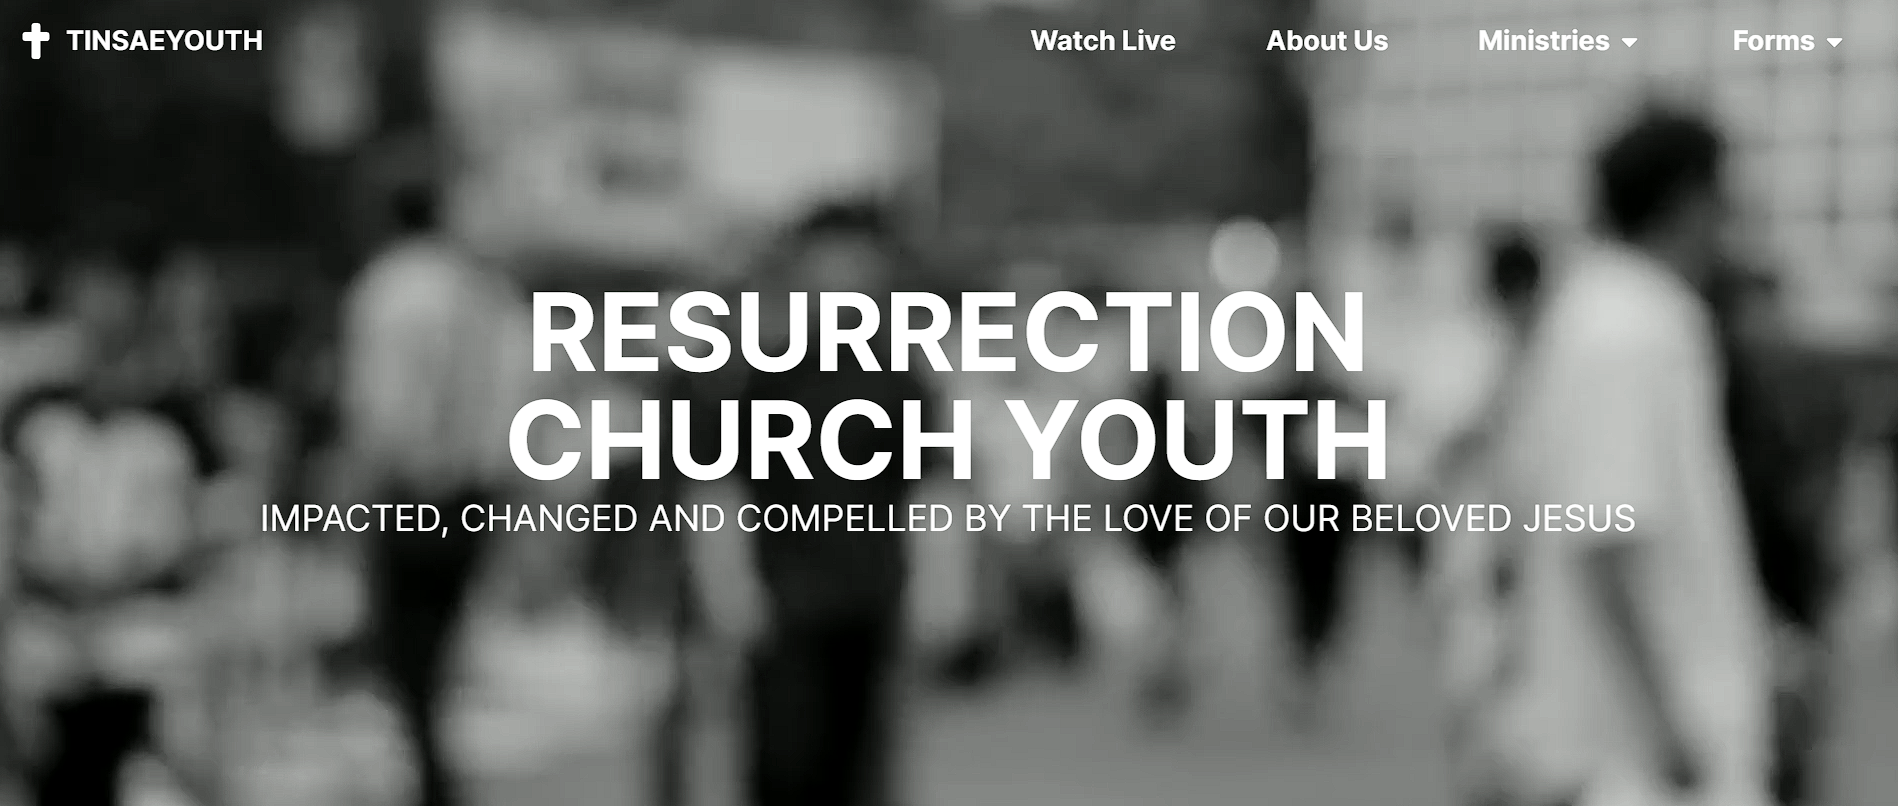 TINSAEYOUTH
Watch Live
About Us
Ministries
Forms
RESURRECTION
CHURCH YOUTH
IMPACTED, CHANGED AND COMPELLED BY THE LOVE OF OUR BELOVED JESUS